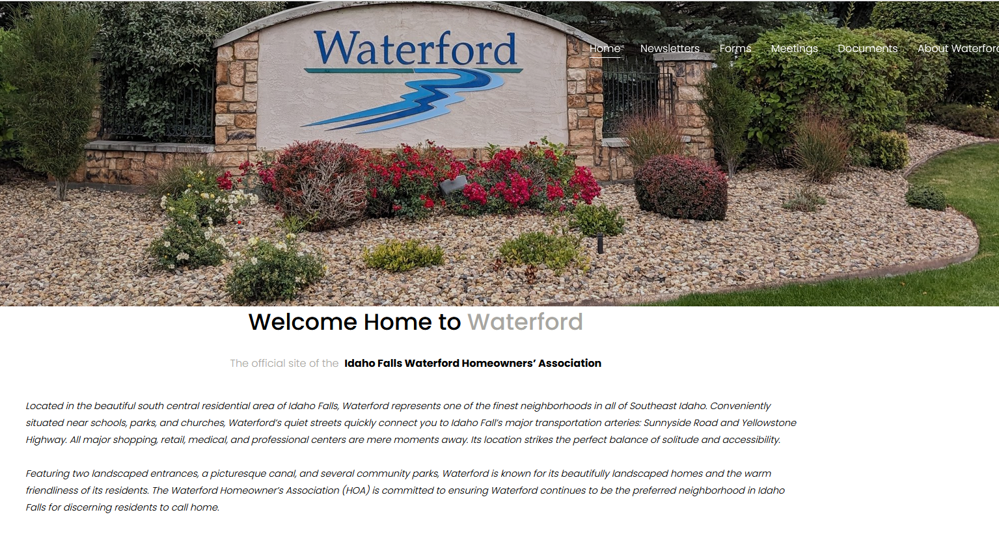 Waterford
Home Newsletters Forms Meetings Documents About Waterford
Welcome Home to Waterford
The official site of the Idaho Falls Waterford Homeowners’ Association
Located in the beautiful south central residential area of Idaho Falls, Waterford represents one of the finest neighborhoods in all of Southeast Idaho. Conveniently
situated near schools, parks, and churches, Waterford’s quiet streets quickly connect you to Idaho Fall’s major transportation arteries: Sunnyside Road and Yellowstone
Highway. All major shopping, retail, medical, and professional centers are mere moments away. Its location strikes the perfect balance of solitude and accessibility.
Featuring two landscaped entrances, a picturesque canal, and several community parks, Waterford is known for its beautifully landscaped homes and the warm
friendliness of its residents. The Waterford Homeowner’s Association (HOA) is committed to ensuring Waterford continues to be the preferred neighborhood in Idaho
Falls for discerning residents to call home.